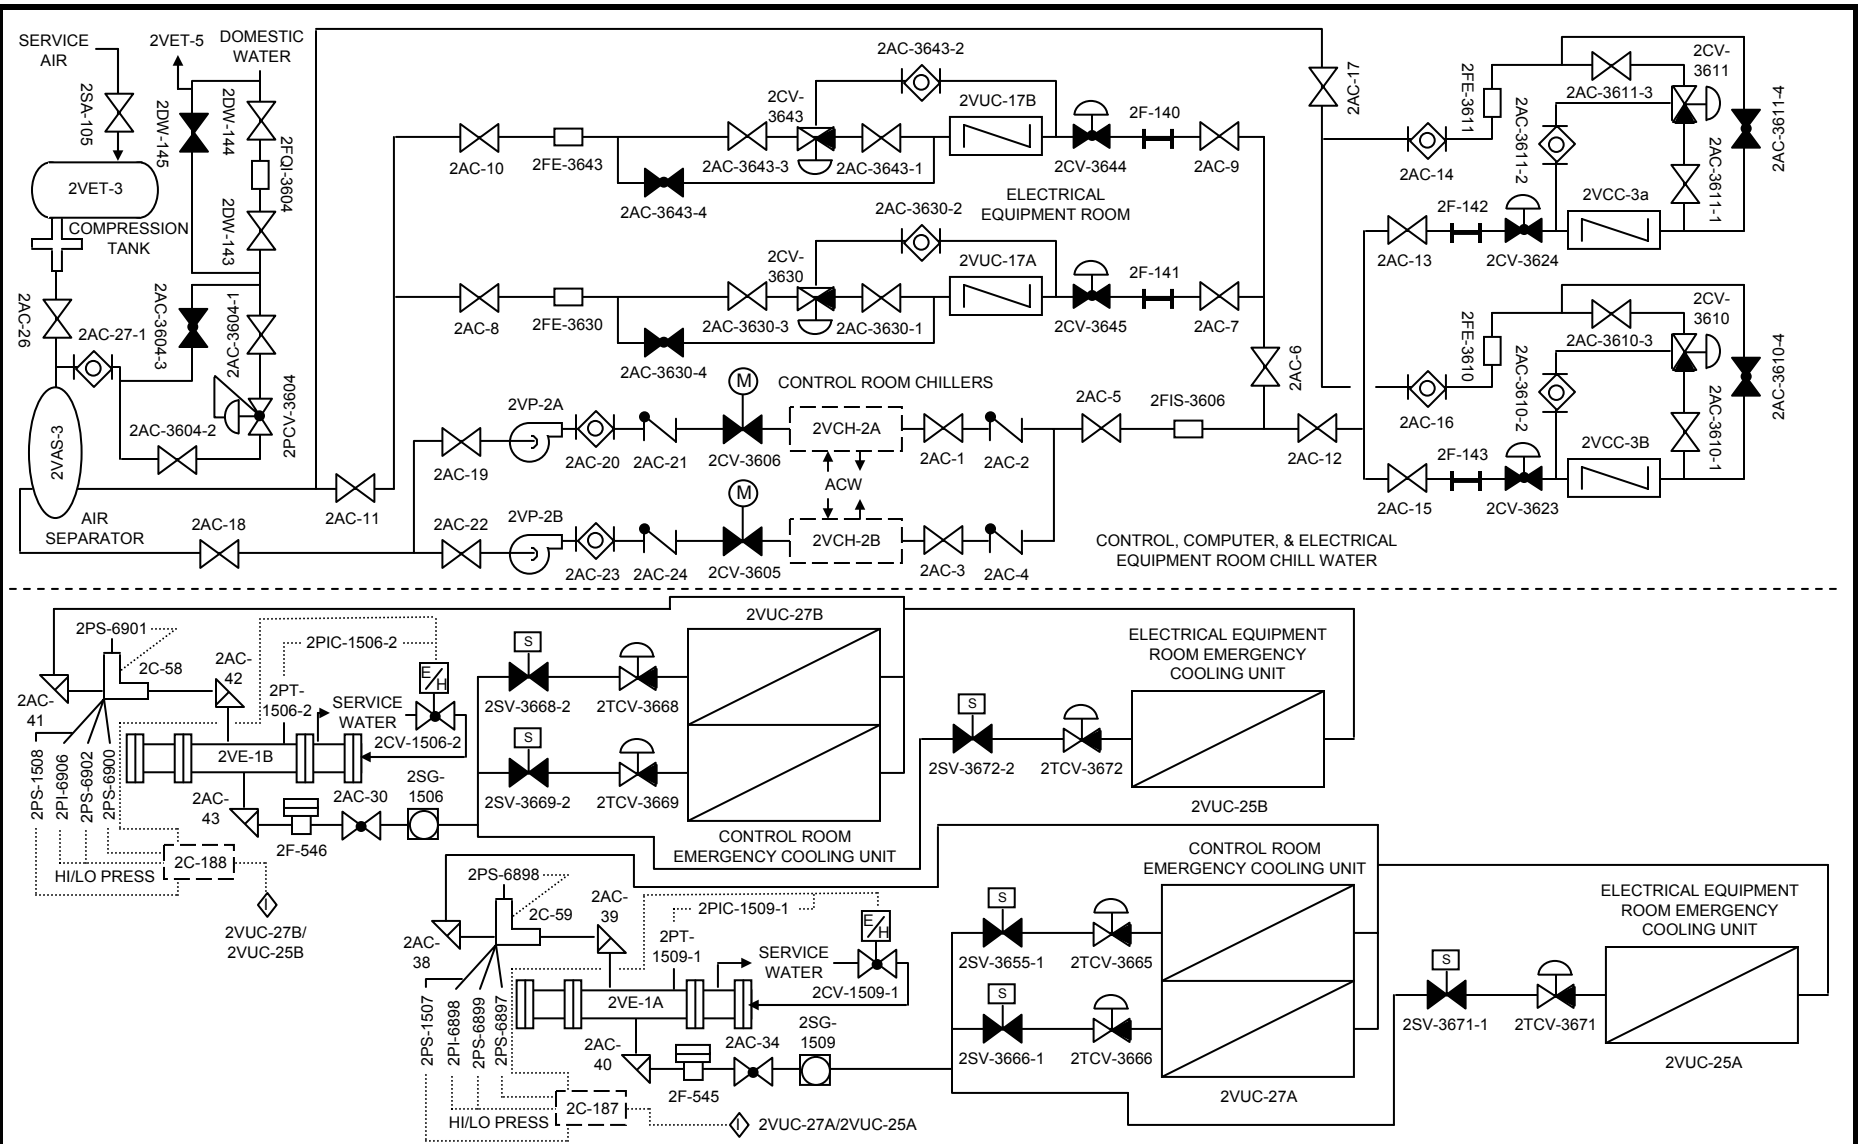 SERVICE
AIR
2VET-5
DOMESTIC
WATER
2SA-105
2DW-145
2DW-144
2FQI-3604
2DW-143
2VET-3
COMPRESSION
TANK
2AC-26
2AC-27-1
2AC-3604-3
2AC-3604-1
2PCV-3604
2AC-3604-2
2VAS-3
AIR
SEPARATOR
2AC-18
2AC-11
2AC-10
2FE-3643
2AC-3643-4
2AC-3643-3
2CV-
3643
2AC-3643-1
2AC-3643-2
2VUC-17B
2CV-3644
2F-140
2AC-9
ELECTRICAL
EQUIPMENT ROOM
2AC-8
2FE-3630
2AC-3630-4
2AC-3630-3
2CV-
3630
2AC-3630-1
2AC-3630-2
2VUC-17A
2CV-3645
2F-141
2AC-7
2AC-6
CONTROL ROOM CHILLERS
M
2AC-19
2VP-2A
2AC-20
2AC-21
2CV-3606
2VCH-2A
2AC-1
2AC-2
2AC-5
2FIS-3606
2AC-12
ACW
M
2AC-22
2VP-2B
2AC-23
2AC-24
2CV-3605
2VCH-2B
2AC-3
2AC-4
CONTROL, COMPUTER, & ELECTRICAL
EQUIPMENT ROOM CHILL WATER
2AC-17
2AC-14
2FE-3611
2AC-3611-2
2AC-3611-3
2CV-
3611
2AC-3611-1
2AC-3611-4
2AC-13
2F-142
2CV-3624
2VCC-3a
2AC-16
2FE-3610
2AC-3610-2
2AC-3610-3
2CV-
3610
2AC-3610-1
2AC-3610-4
2AC-15
2F-143
2CV-3623
2VCC-3B
2PS-6901
2C-58
2AC-
41
2AC-
42
2PIC-1506-2
2PT-
1506-2
SERVICE
WATER
E/H
2CV-1506-2
2VE-1B
2PS-1508
2PI-6906
2PS-6902
2PS-6900
2AC-
43
2F-546
2AC-30
2SG-
1506
2C-188
HI/LO PRESS
I
2VUC-27B/
2VUC-25B
S
2SV-3668-2
2TCV-3668
S
2SV-3669-2
2TCV-3669
2VUC-27B
CONTROL ROOM
EMERGENCY COOLING UNIT
S
2SV-3672-2
2TCV-3672
ELECTRICAL EQUIPMENT
ROOM EMERGENCY
COOLING UNIT
2VUC-25B
2PS-6898
2C-59
2AC-
38
2AC-
39
2PIC-1509-1
2PT-
1509-1
SERVICE
WATER
E/H
2CV-1509-1
2VE-1A
2PS-1507
2PI-6898
2PS-6899
2PS-6897
2AC-
40
2F-545
2AC-34
2SG-
1509
2C-187
HI/LO PRESS
I
2VUC-27A/2VUC-25A
S
2SV-3655-1
2TCV-3665
S
2SV-3666-1
2TCV-3666
CONTROL ROOM
EMERGENCY COOLING UNIT
2VUC-27A
S
2SV-3671-1
2TCV-3671
ELECTRICAL EQUIPMENT
ROOM EMERGENCY
COOLING UNIT
2VUC-25A